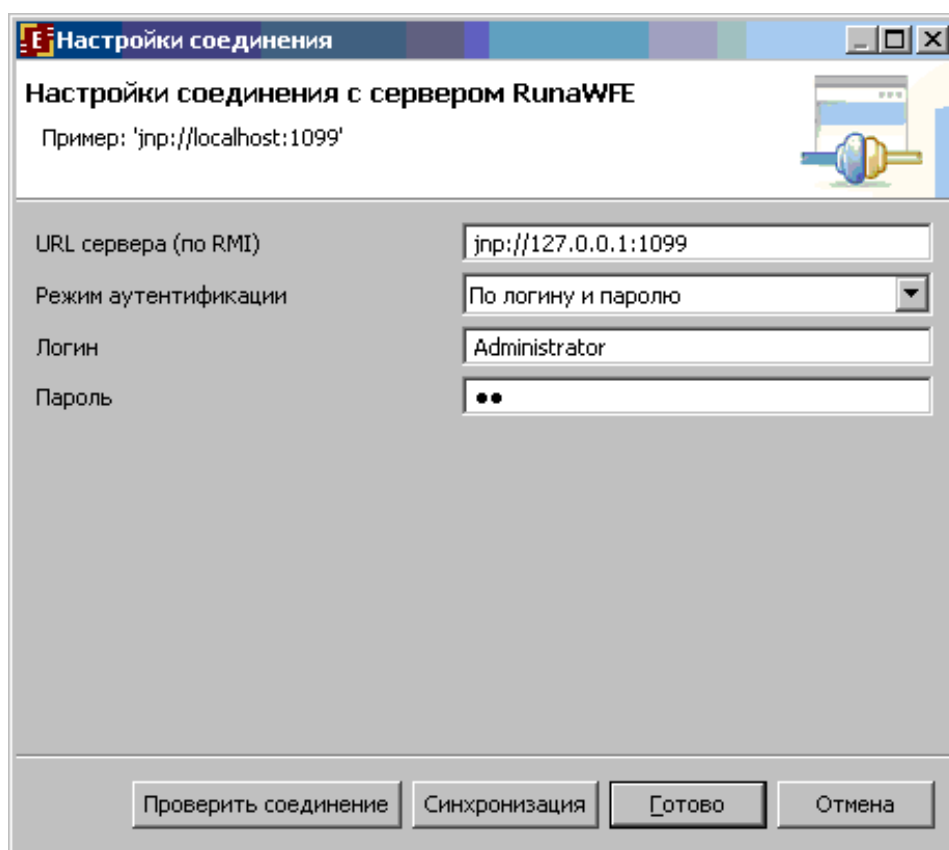 Настройки соединения
Настройки соединения с сервером RunaWFE
Пример: 'jnp://localhost:1099'
URL сервера (по RMI) jnp://127.0.0.1:1099
Режим аутентификации По логину и паролю
Логин Administrator
Пароль ●●
Проверить соединение Синхронизация Готово Отмена